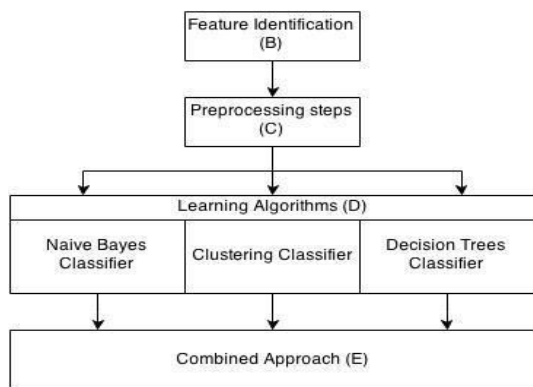 Feature Identification
(B)
Preprocessing steps
(C)
Learning Algorithms (D)
Naive Bayes
Classifier
Clustering Classifier
Decision Trees
Classifier
Combined Approach (E)